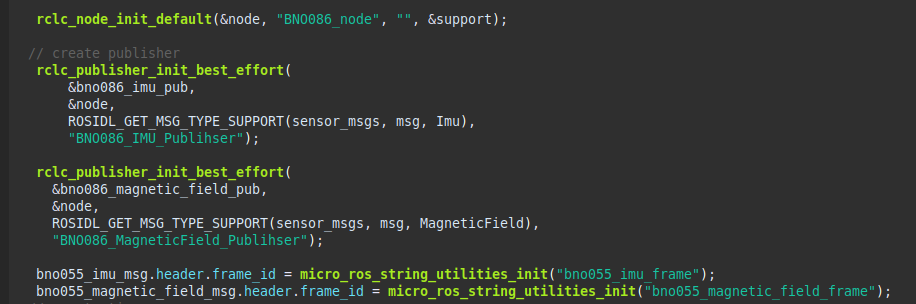 rclc_node_init_default(&node, "BNO086_node", "", &support);
// create publisher
rclc_publisher_init_best_effort(
&bno086_imu_pub,
&node,
ROSIDL_GET_MSG_TYPE_SUPPORT(sensor_msgs, msg, Imu),
"BNO086_IMU_Publihser");
rclc_publisher_init_best_effort(
&bno086_magnetic_field_pub,
&node,
ROSIDL_GET_MSG_TYPE_SUPPORT(sensor_msgs, msg, MagneticField),
"BNO086_MagneticField_Publihser");
bno055_imu_msg.header.frame_id = micro_ros_string_utilities_init("bno055_imu_frame");
bno055_magnetic_field_msg.header.frame_id = micro_ros_string_utilities_init("bno055_magnetic_field_frame");